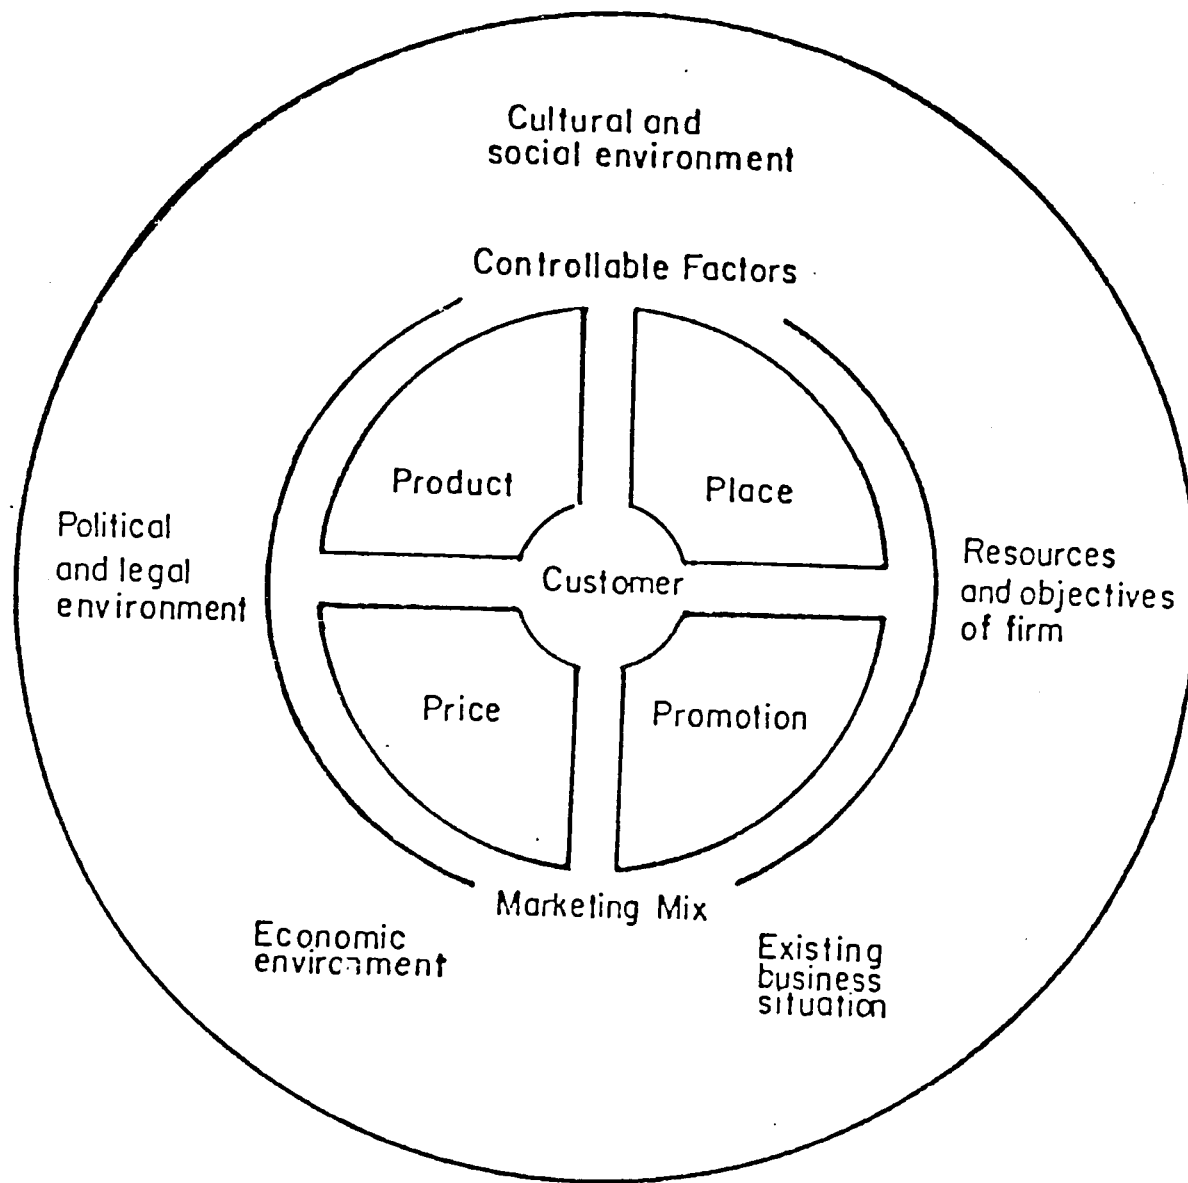 Cultural and
social environment
Controllable Factors
Product
Place
Political
and legal
environment
Customer
Resources
and objectives
of firm
Price
Promotion
Marketing Mix
Economic
environment
Existing
business
situation